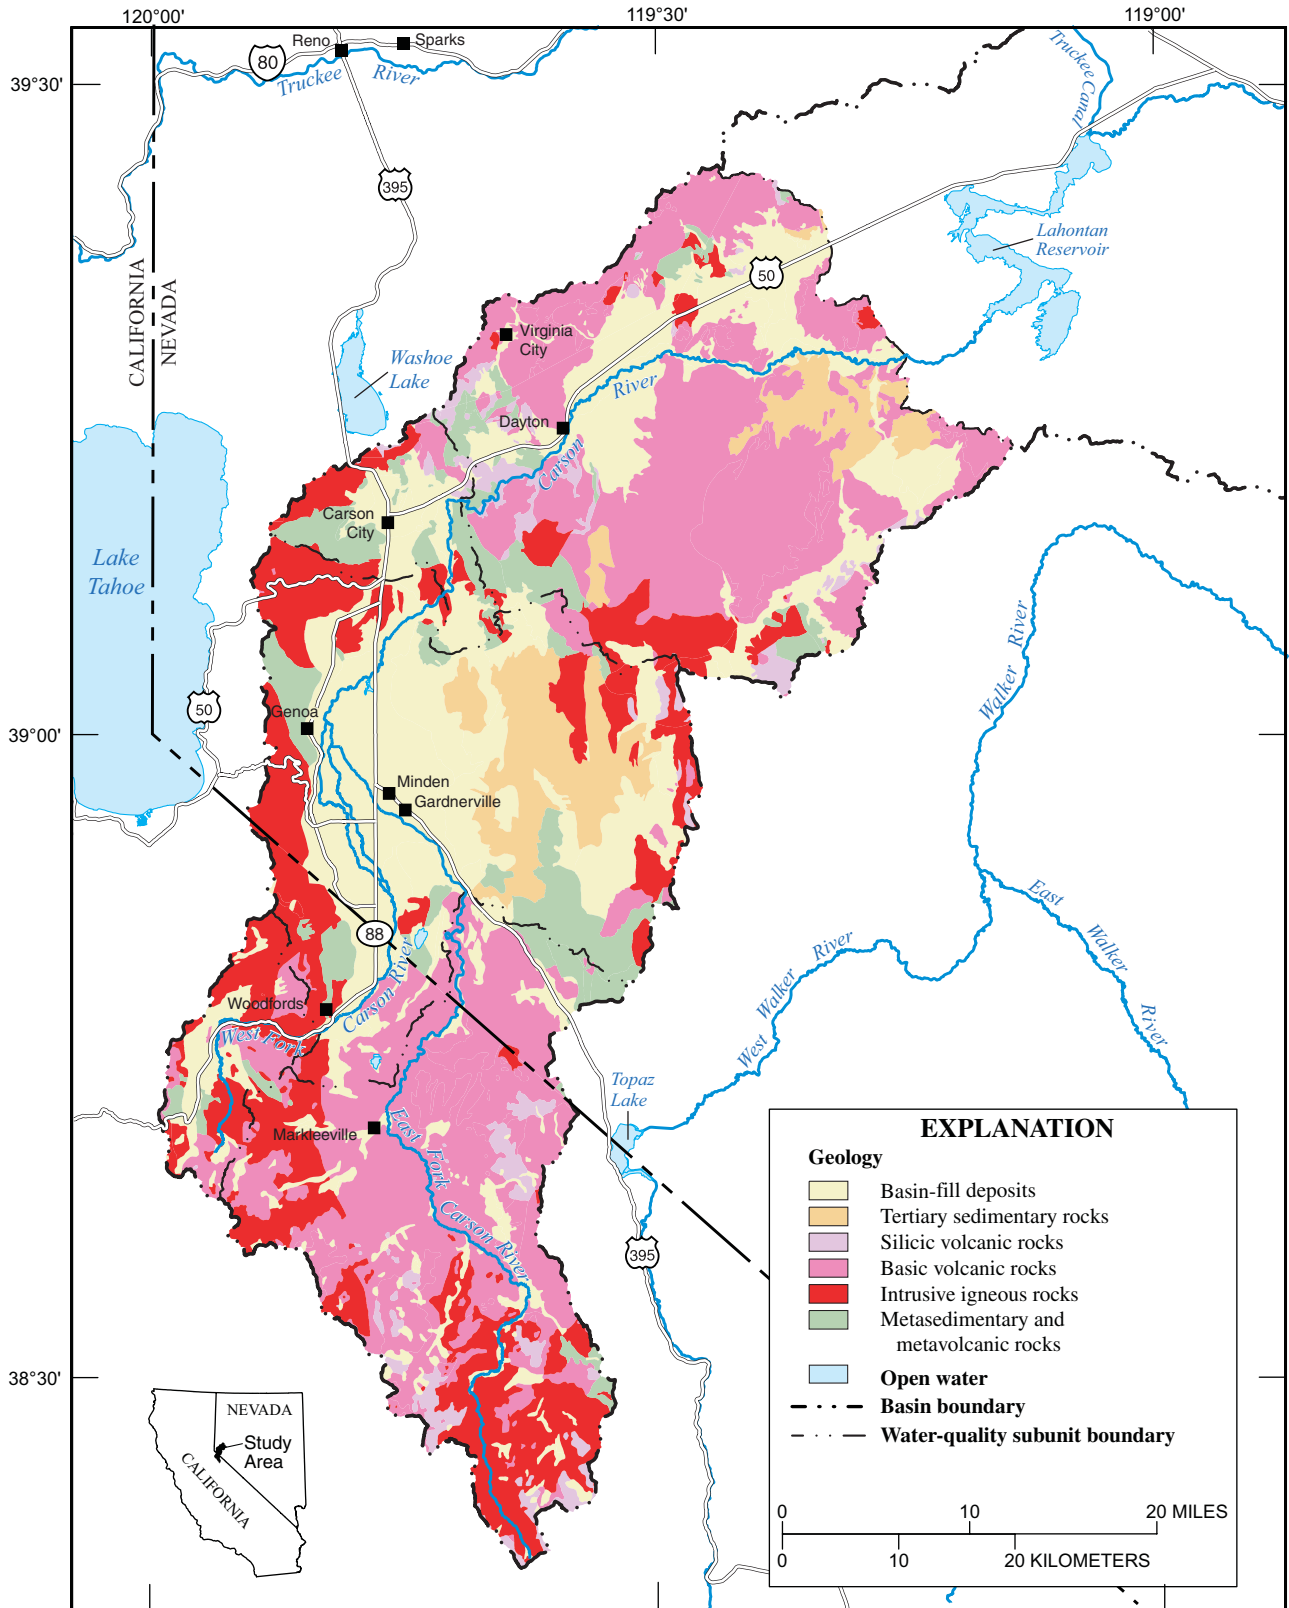 120°00'
119°30'
119°00'
39°30'
39°00'
38°30'
Reno
Sparks
80
Truckee River
Truckee Canal
395
CALIFORNIA
NEVADA
Lahontan
Reservoir
50
Virginia
City
Washoe
Lake
River
Dayton
Carson
Carson
City
Lake
Tahoe
Walker River
50
Genoa
Minden
Gardnerville
East Walker River
88
West Walker River
Woodfords
Carson River
West Fork
Topaz
Lake
Markleeville
East Fork Carson River
395
NEVADA
Study
Area
CALIFORNIA
EXPLANATION
Geology
Basin-fill deposits
Tertiary sedimentary rocks
Silicic volcanic rocks
Basic volcanic rocks
Intrusive igneous rocks
Metasedimentary and
metavolcanic rocks
Open water
Basin boundary
Water-quality subunit boundary
0 10 20 MILES
0 10 20 KILOMETERS